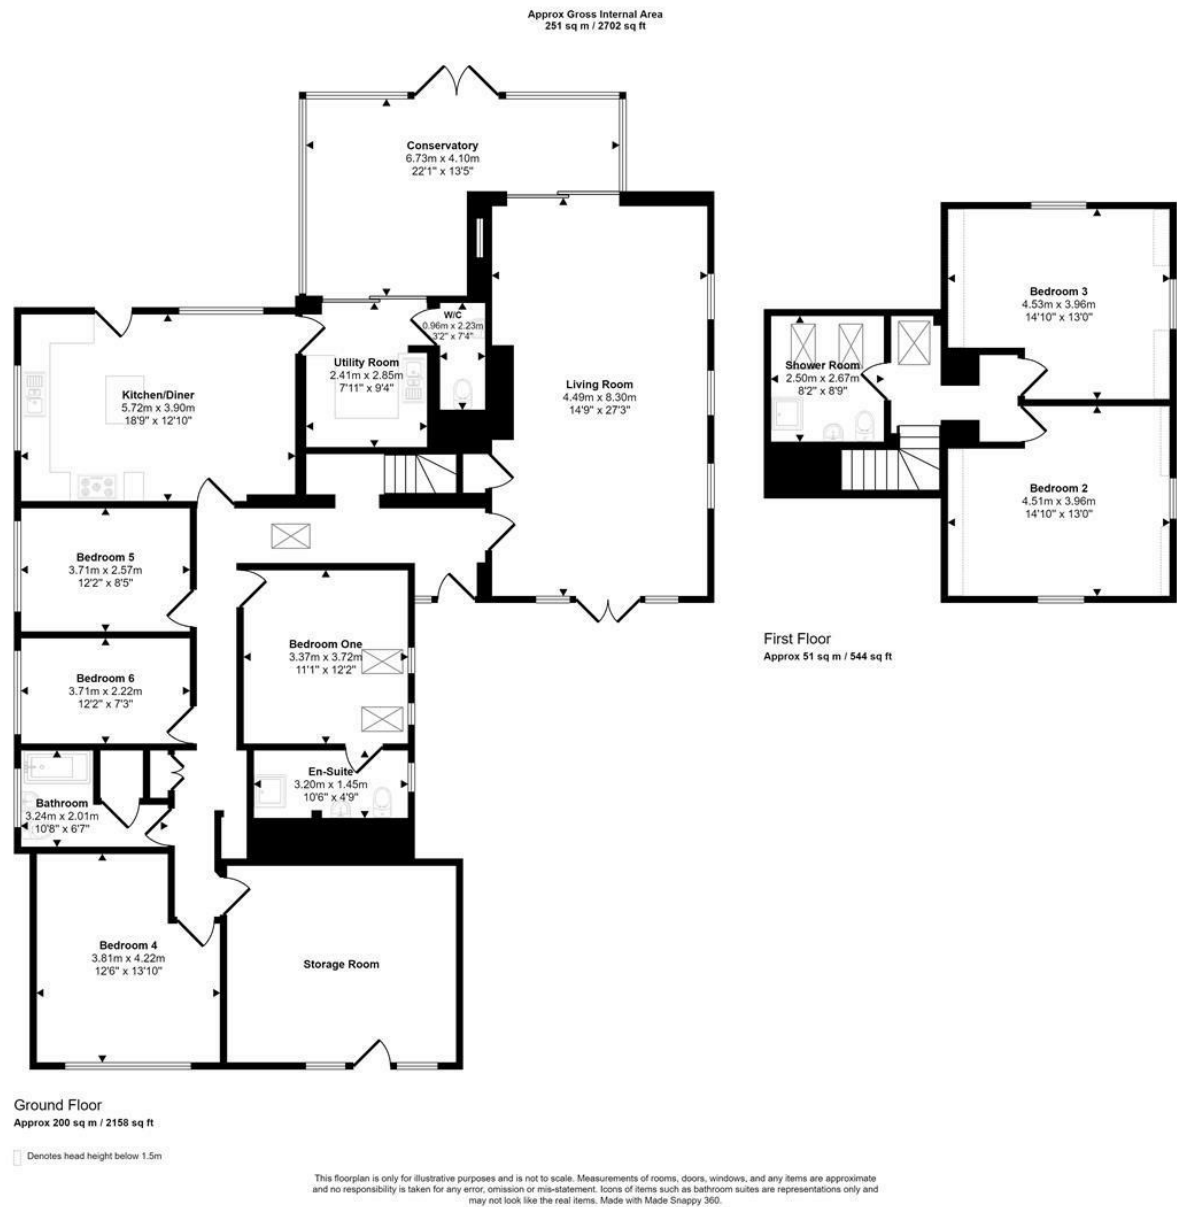 Approx Gross Internal Area
251 sq m / 2702 sq ft
Conservatory
6.73m x 4.10m
22'1" x 13'5"
W/C
0.96m x 2.23m
3'2" x 7'4"
Utility Room
2.41m x 2.85m
7'11" x 9'4"
Kitchen/Diner
5.72m x 3.90m
18'9" x 12'10"
Living Room
4.49m x 8.30m
14'9" x 27'3"
Bedroom 5
3.71m x 2.57m
12'2" x 8'5"
Bedroom One
3.37m x 3.72m
11'1" x 12'2"
Bedroom 6
3.71m x 2.22m
12'2" x 7'3"
En-Suite
3.20m x 1.45m
10'6" x 4'9"
Bathroom
3.24m x 2.01m
10'8" x 6'7"
Bedroom 4
3.81m x 4.22m
12'6" x 13'10"
Storage Room
Ground Floor
Approx 200 sq m / 2158 sq ft
Denotes head height below 1.5m
Bedroom 3
4.53m x 3.96m
14'10" x 13'0"
Shower Room
2.50m x 2.67m
8'2" x 8'9"
Bedroom 2
4.51m x 3.96m
14'10" x 13'0"
First Floor
Approx 51 sq m / 544 sq ft
This floorplan is only for illustrative purposes and is not to scale. Measurements of rooms, doors, windows, and any items are approximate
and no responsibility is taken for any error, omission or mis-statement. Icons of items such as bathroom suites are representations only and
may not look like the real items. Made with Made Snappy 360.